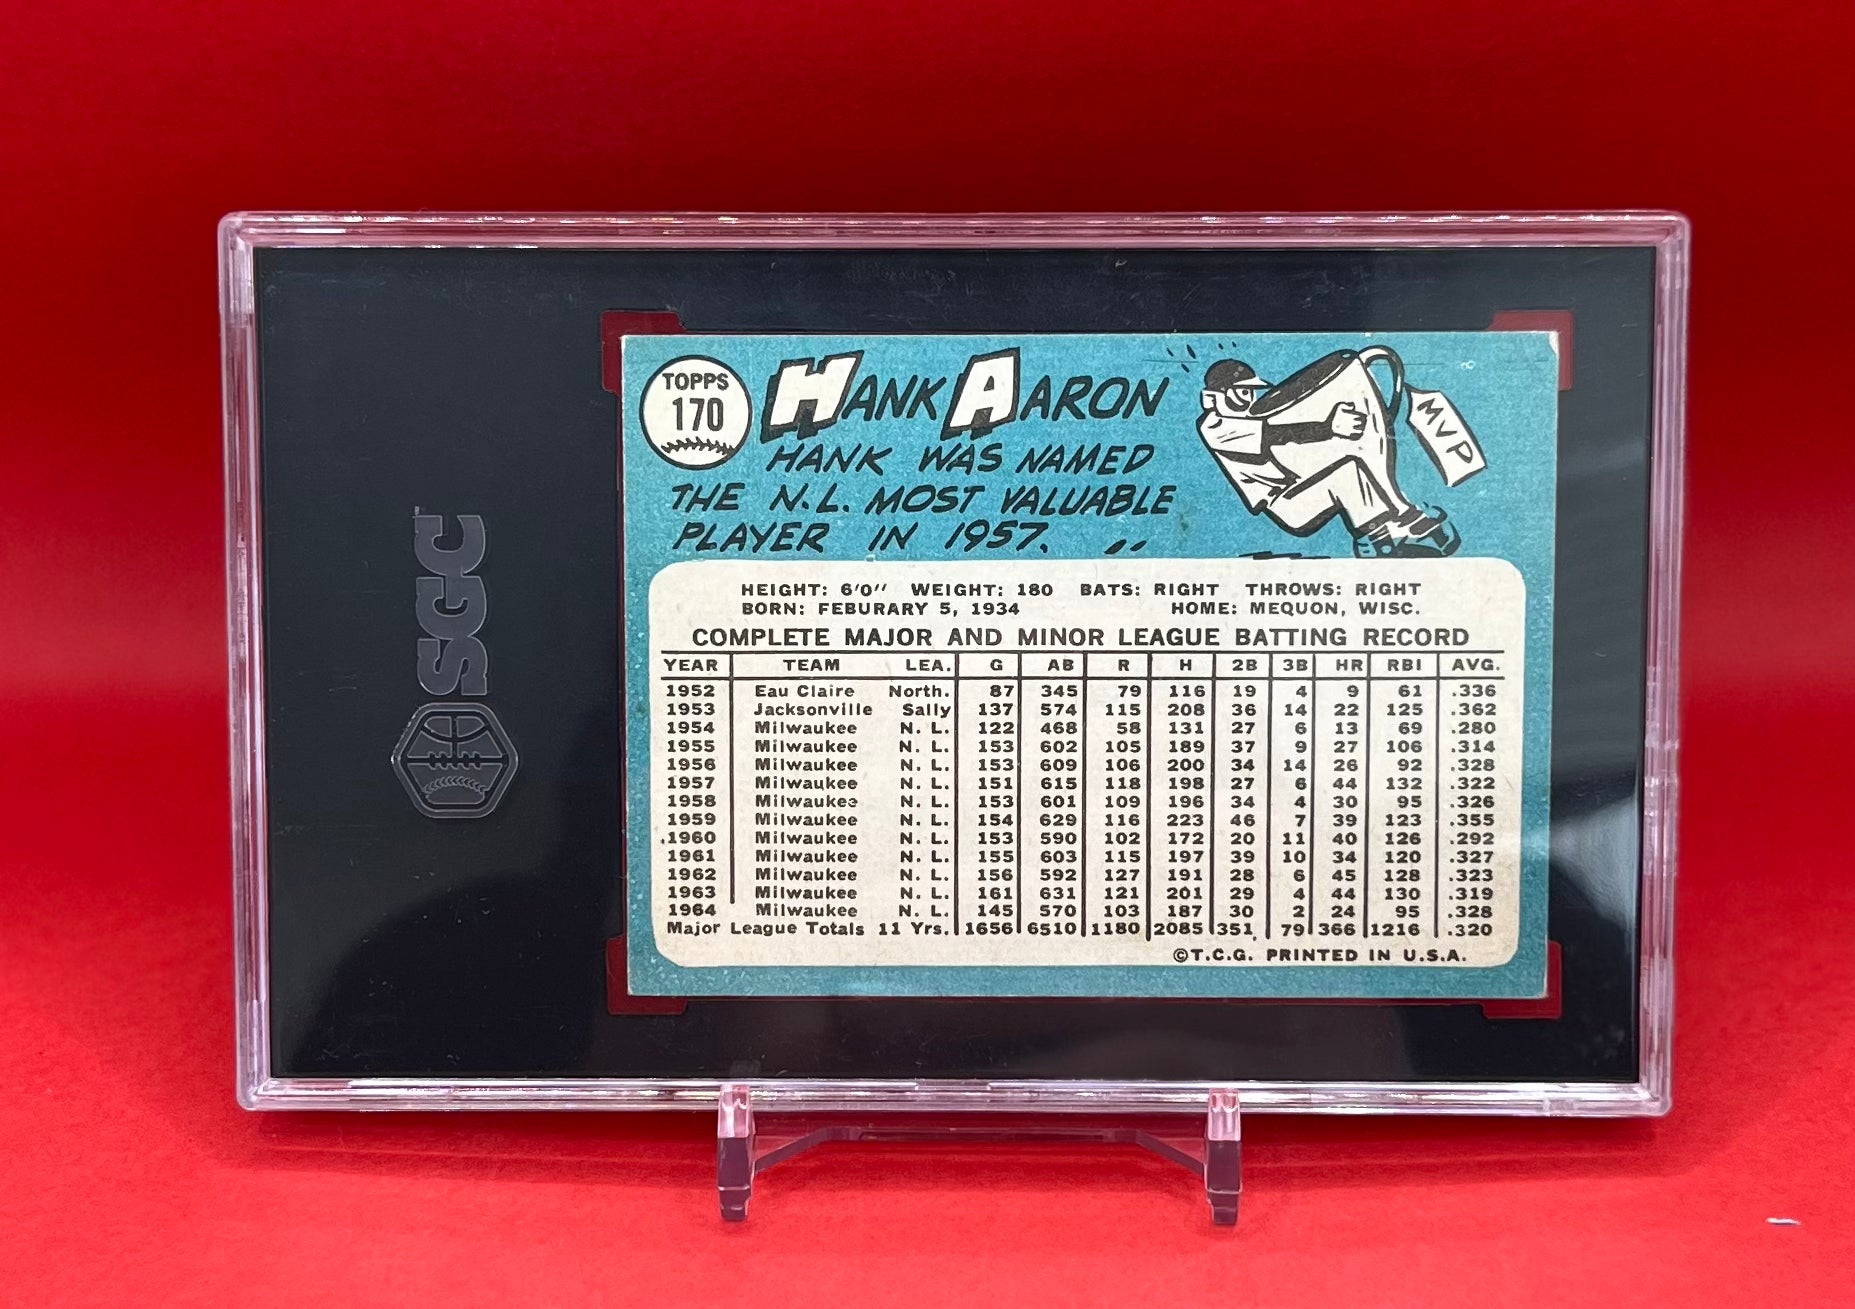 SGC
TOPPS
170
HANK AARON
HANK WAS NAMED
THE N.L. MOST VALUABLE
PLAYER IN 1957.
MVP
HEIGHT: 6'0" WEIGHT: 180 BATS: RIGHT THROWS: RIGHT
BORN: FEBURARY 5, 1934 HOME: MEQUON, WISC.
COMPLETE MAJOR AND MINOR LEAGUE BATTING RECORD
YEAR TEAM LEA. G AB R H 2B 3B HR RBI AVG.
1952 Eau Claire North. 87 345 79 116 19 4 9 61 .336
1953 Jacksonville Sally 137 574 115 208 36 14 22 125 .362
1954 Milwaukee N. L. 122 468 58 131 27 6 13 69 .280
1955 Milwaukee N. L. 153 602 105 189 37 9 27 106 .314
1956 Milwaukee N. L. 153 609 106 200 34 14 26 92 .328
1957 Milwaukee N. L. 151 615 118 198 27 6 44 132 .322
1958 Milwaukee N. L. 153 601 109 196 34 4 30 95 .326
1959 Milwaukee N. L. 154 629 116 223 46 7 39 123 .355
1960 Milwaukee N. L. 153 590 102 172 20 11 40 126 .292
1961 Milwaukee N. L. 155 603 115 197 39 10 34 120 .327
1962 Milwaukee N. L. 156 592 127 191 28 6 45 128 .323
1963 Milwaukee N. L. 161 631 121 201 29 4 44 130 .319
1964 Milwaukee N. L. 145 570 103 187 30 2 24 95 .328
Major League Totals 11 Yrs. 1656 6510 1180 2085 351 79 366 1216 .320
©T.C.G. PRINTED IN U.S.A.